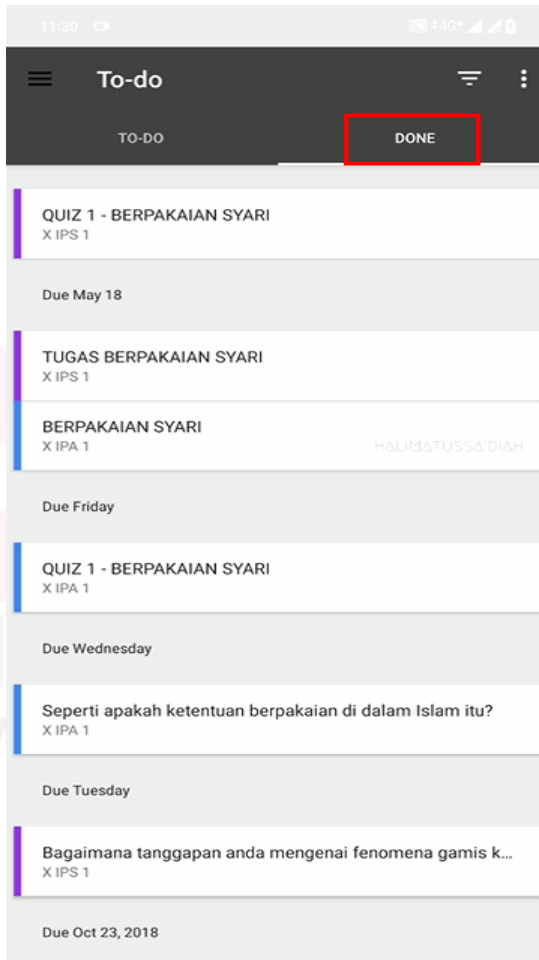 11:30
4G+
To-do
TO-DO
DONE
QUIZ 1 - BERPAKAIAN SYARI
X IPS 1
Due May 18
TUGAS BERPAKAIAN SYARI
X IPS 1
BERPAKAIAN SYARI
X IPA 1
HALIMATUSSA'DIAH
Due Friday
QUIZ 1 - BERPAKAIAN SYARI
X IPA 1
Due Wednesday
Seperti apakah ketentuan berpakaian di dalam Islam itu?
X IPA 1
Due Tuesday
Bagaimana tanggapan anda mengenai fenomena gamis k...
X IPS 1
Due Oct 23, 2018